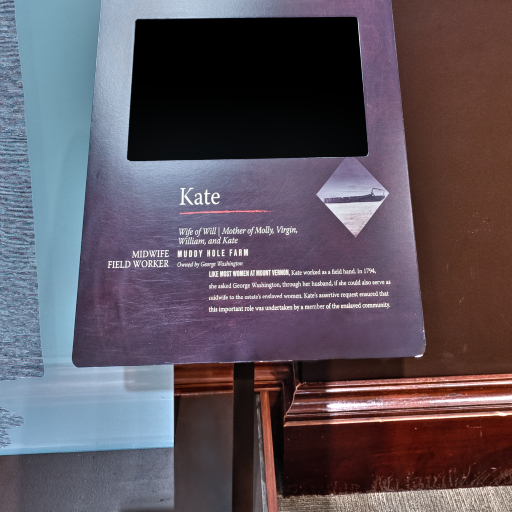 Kate
Wife of Will | Mother of Molly, Virgin,
William, and Kate
MIDWIFE
FIELD WORKER
MUDDY HOLE FARM
Owned by George Washington
LIKE MOST WOMEN AT MOUNT VERNON, Kate worked as a field hand. In 1794,
she asked George Washington, through her husband, if she could also serve as
midwife to the estate's enslaved women. Kate's assertive request ensured that
this important role was undertaken by a member of the enslaved community.